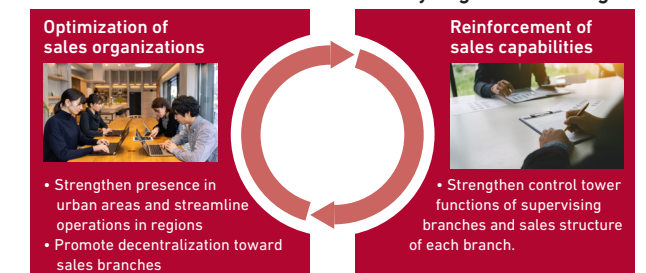 Optimization of
sales organizations
• Strengthen presence in
urban areas and streamline
operations in regions
• Promote decentralization toward
sales branches
Reinforcement of
sales capabilities
• Strengthen control tower
functions of supervising
branches and sales structure
of each branch.